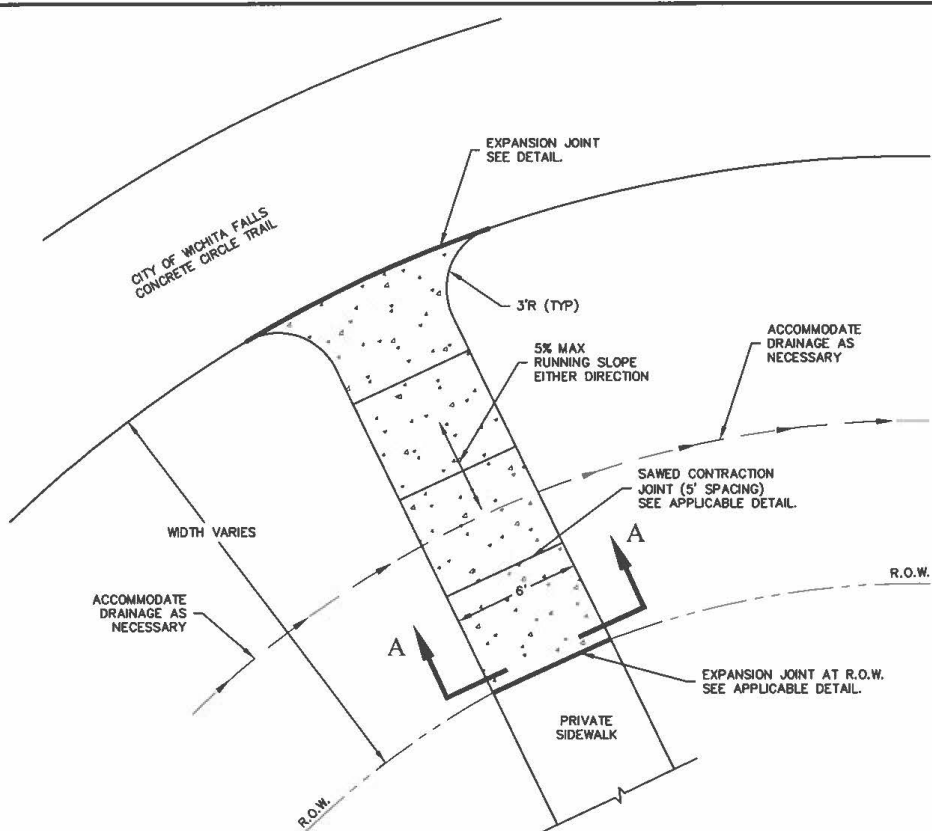 EXPANSION JOINT
SEE DETAIL.
CITY OF WICHITA FALLS
CONCRETE CIRCLE TRAIL
3'R (TYP)
5% MAX
RUNNING SLOPE
EITHER DIRECTION
ACCOMMODATE
DRAINAGE AS
NECESSARY
SAWED CONTRACTION
JOINT (5' SPACING)
SEE APPLICABLE DETAIL.
WIDTH VARIES
A
R.O.W.
6'
ACCOMMODATE
DRAINAGE AS
NECESSARY
A
EXPANSION JOINT AT R.O.W.
SEE APPLICABLE DETAIL.
PRIVATE
SIDEWALK
R.O.W.